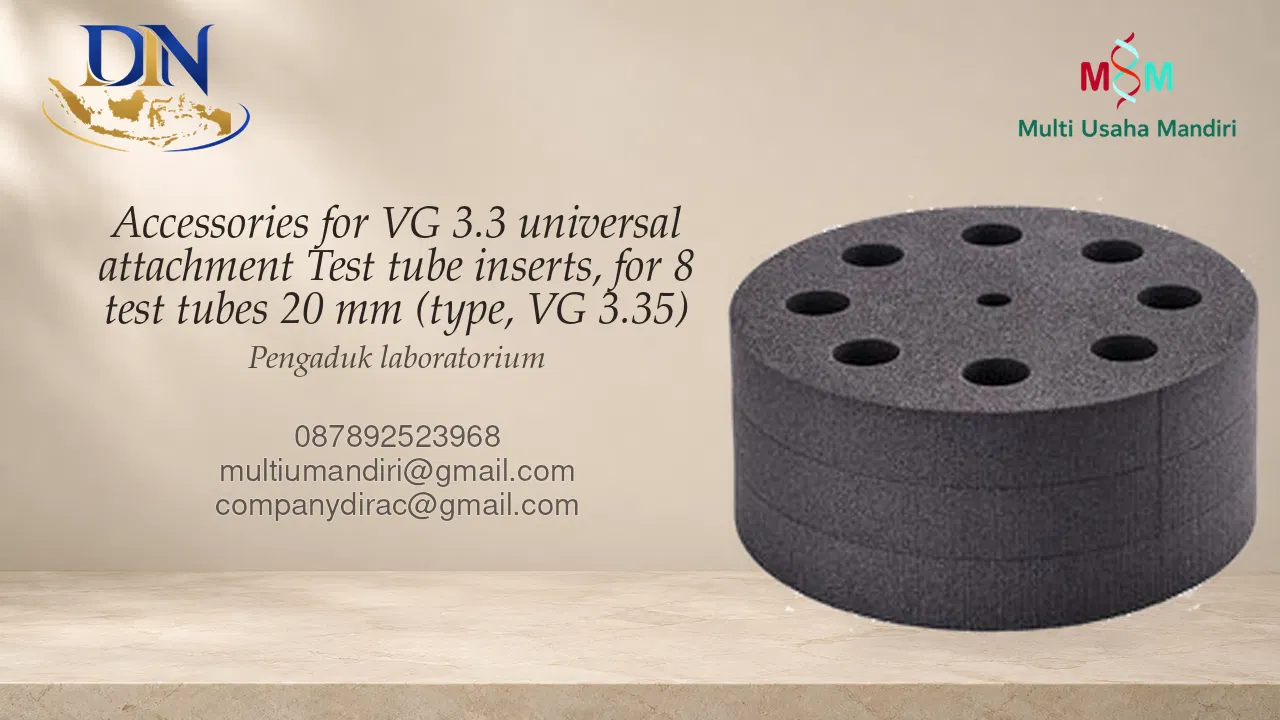 DN
M M
Multi Usaha Mandiri
Accessories for VG 3.3 universal
attachment Test tube inserts, for 8
test tubes 20 mm (type, VG 3.35)
Pengaduk laboratorium
087892523968
multiumandiri@gmail.com
companydirac@gmail.com